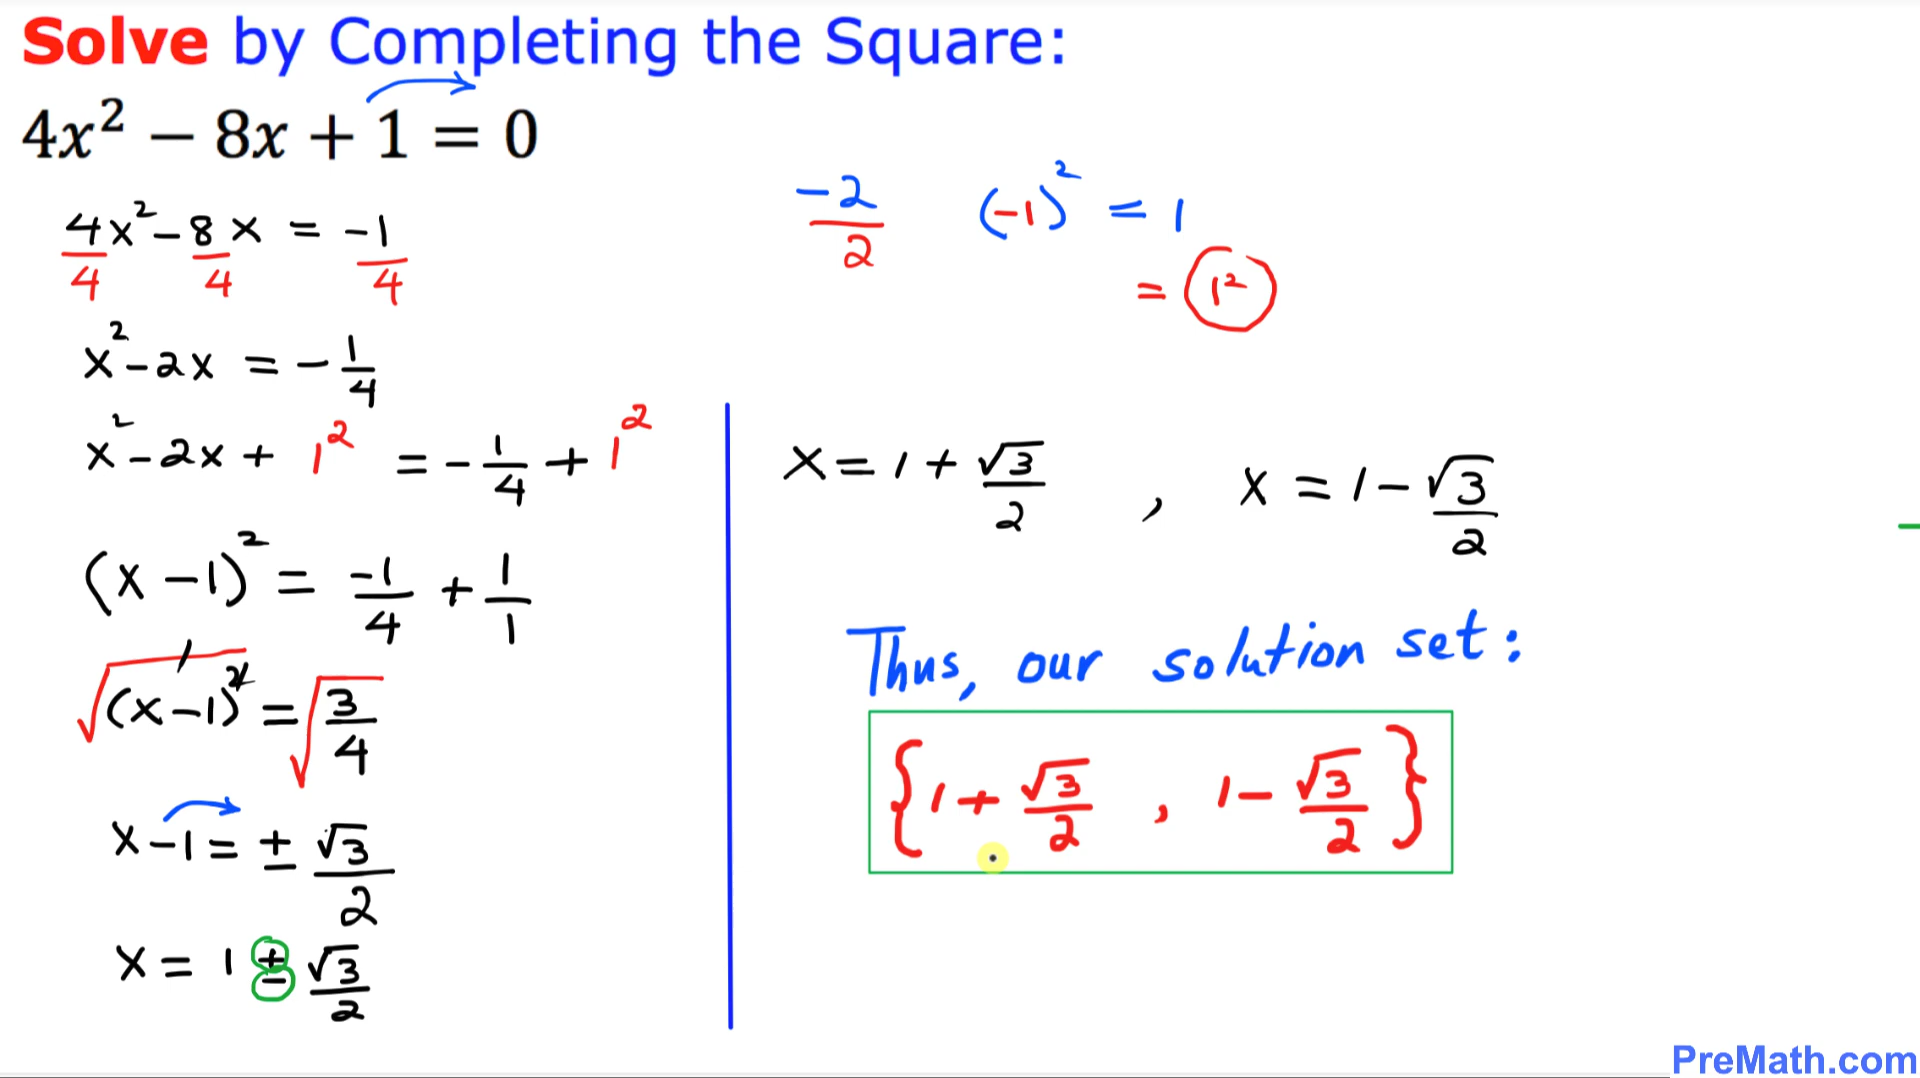 Solve by Completing the Square:
4x² − 8x + 1 = 0
4x²/4 − 8x/4 = −1/4
x² − 2x = − 1/4
x² − 2x + 1² = − 1/4 + 1²
(x − 1)² = −1/4 + 1/1
√(x − 1)² = √3/4
x − 1 = ± √3/2
x = 1 ± √3/2
−2/2 (−1)² = 1
= 1²
x = 1 + √3/2 , x = 1 − √3/2
Thus, our solution set:
{1 + √3/2 , 1 − √3/2}
PreMath.com